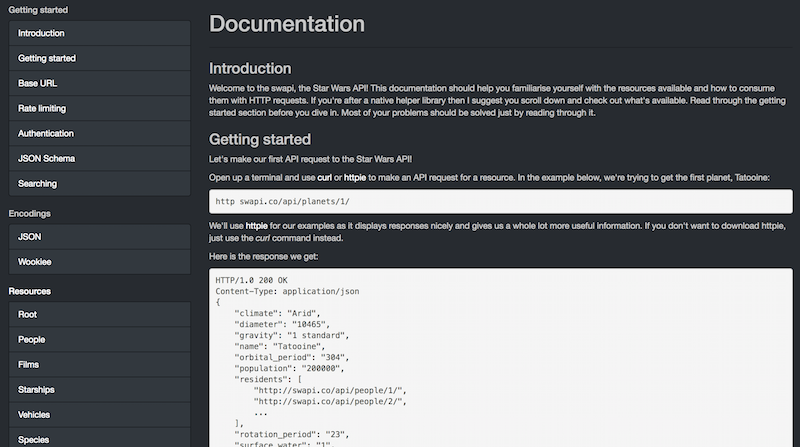 Getting started
Introduction
Getting started
Base URL
Rate limiting
Authentication
JSON Schema
Searching
Encodings
JSON
Wookiee
Resources
Root
People
Films
Starships
Vehicles
Species
Documentation
Introduction
Welcome to the swapi, the Star Wars API! This documentation should help you familiarise yourself with the resources available and how to consume
them with HTTP requests. If you're after a native helper library then I suggest you scroll down and check out what's available. Read through the getting
started section before you dive in. Most of your problems should be solved just by reading through it.
Getting started
Let's make our first API request to the Star Wars API!
Open up a terminal and use curl or httpie to make an API request for a resource. In the example below, we're trying to get the first planet, Tatooine:
http swapi.co/api/planets/1/
We'll use httpie for our examples as it displays responses nicely and gives us a whole lot more useful information. If you don't want to download httpie,
just use the curl command instead.
Here is the response we get:
HTTP/1.0 200 OK
Content-Type: application/json
{
    "climate": "Arid",
    "diameter": "10465",
    "gravity": "1 standard",
    "name": "Tatooine",
    "orbital_period": "304",
    "population": "200000",
    "residents": [
        "http://swapi.co/api/people/1/",
        "http://swapi.co/api/people/2/",
        ...
    ],
    "rotation_period": "23",
    "surface_water": "1",